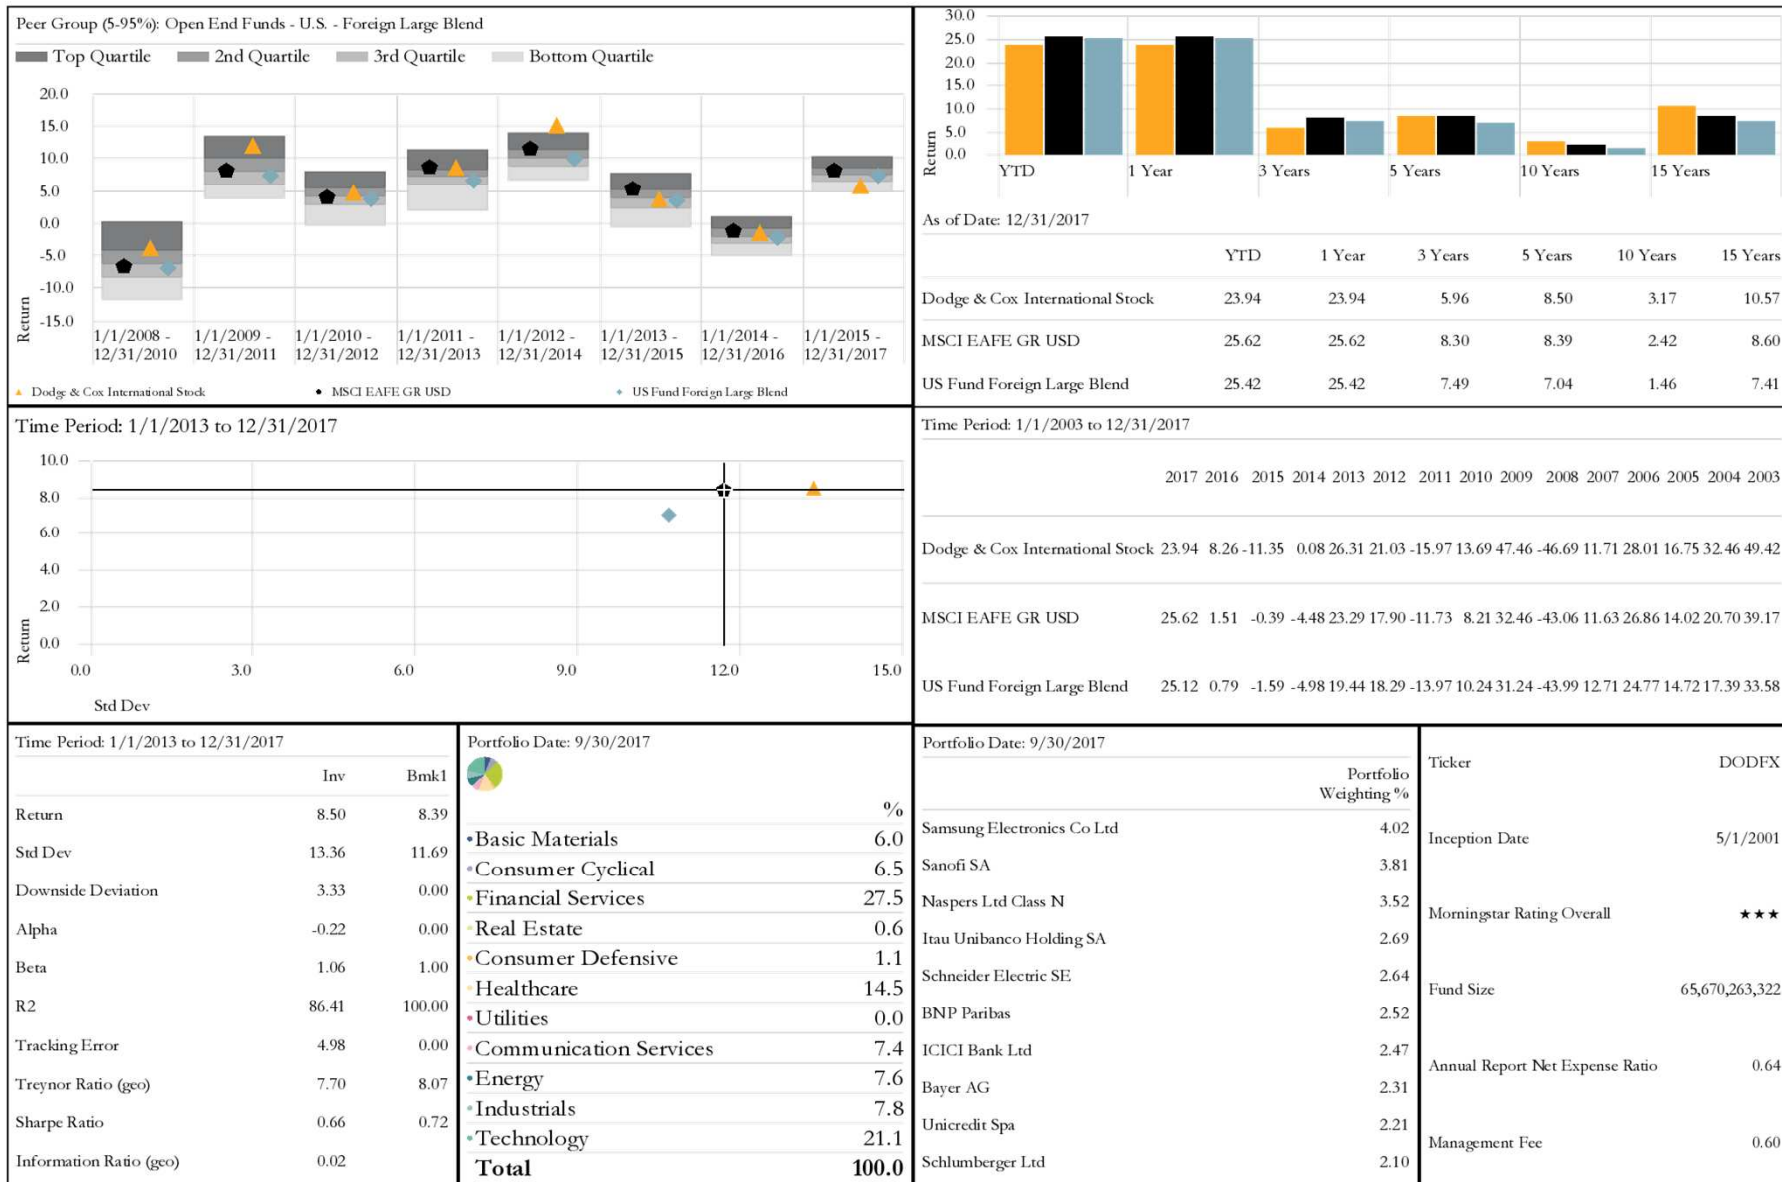 Peer Group (5-95%): Open End Funds - U.S. - Foreign Large Blend
Top Quartile 2nd Quartile 3rd Quartile Bottom Quartile
20.0
15.0
10.0
5.0
0.0
-5.0
-10.0
-15.0
Return
1/1/2008 - 1/1/2009 - 1/1/2010 - 1/1/2011 - 1/1/2012 - 1/1/2013 - 1/1/2014 - 1/1/2015 -
12/31/2010 12/31/2011 12/31/2012 12/31/2013 12/31/2014 12/31/2015 12/31/2016 12/31/2017
Dodge & Cox International Stock MSCI EAFE GR USD US Fund Foreign Large Blend
30.0
25.0
20.0
15.0
10.0
5.0
0.0
Return
YTD 1 Year 3 Years 5 Years 10 Years 15 Years
As of Date: 12/31/2017
YTD 1 Year 3 Years 5 Years 10 Years 15 Years
Dodge & Cox International Stock 23.94 23.94 5.96 8.50 3.17 10.57
MSCI EAFE GR USD 25.62 25.62 8.30 8.39 2.42 8.60
US Fund Foreign Large Blend 25.42 25.42 7.49 7.04 1.46 7.41
Time Period: 1/1/2013 to 12/31/2017
10.0
8.0
6.0
4.0
2.0
0.0
Return
0.0 3.0 6.0 9.0 12.0 15.0
Std Dev
Time Period: 1/1/2003 to 12/31/2017
2017 2016 2015 2014 2013 2012 2011 2010 2009 2008 2007 2006 2005 2004 2003
Dodge & Cox International Stock 23.94 8.26 -11.35 0.08 26.31 21.03 -15.97 13.69 47.46 -46.69 11.71 28.01 16.75 32.46 49.42
MSCI EAFE GR USD 25.62 1.51 -0.39 -4.48 23.29 17.90 -11.73 8.21 32.46 -43.06 11.63 26.86 14.02 20.70 39.17
US Fund Foreign Large Blend 25.12 0.79 -1.59 -4.98 19.44 18.29 -13.97 10.24 31.24 -43.99 12.71 24.77 14.72 17.39 33.58
Time Period: 1/1/2013 to 12/31/2017
Inv Bmk1
Return 8.50 8.39
Std Dev 13.36 11.69
Downside Deviation 3.33 0.00
Alpha -0.22 0.00
Beta 1.06 1.00
R2 86.41 100.00
Tracking Error 4.98 0.00
Treynor Ratio (geo) 7.70 8.07
Sharpe Ratio 0.66 0.72
Information Ratio (geo) 0.02
Portfolio Date: 9/30/2017
%
Basic Materials 6.0
Consumer Cyclical 6.5
Financial Services 27.5
Real Estate 0.6
Consumer Defensive 1.1
Healthcare 14.5
Utilities 0.0
Communication Services 7.4
Energy 7.6
Industrials 7.8
Technology 21.1
Total 100.0
Portfolio Date: 9/30/2017
Portfolio
Weighting %
Samsung Electronics Co Ltd 4.02
Sanofi SA 3.81
Naspers Ltd Class N 3.52
Itau Unibanco Holding SA 2.69
Schneider Electric SE 2.64
BNP Paribas 2.52
ICICI Bank Ltd 2.47
Bayer AG 2.31
Unicredit Spa 2.21
Schlumberger Ltd 2.10
Ticker DODFX
Inception Date 5/1/2001
Morningstar Rating Overall ★★★
Fund Size 65,670,263,322
Annual Report Net Expense Ratio 0.64
Management Fee 0.60